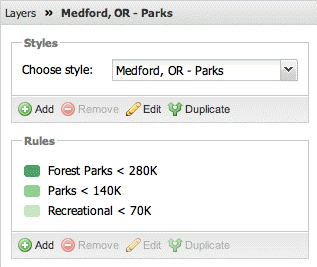 Layers » Medford, OR - Parks
Styles
Choose style: Medford, OR - Parks
Add Remove Edit Duplicate
Rules
Forest Parks < 280K
Parks < 140K
Recreational < 70K
Add Remove Edit Duplicate